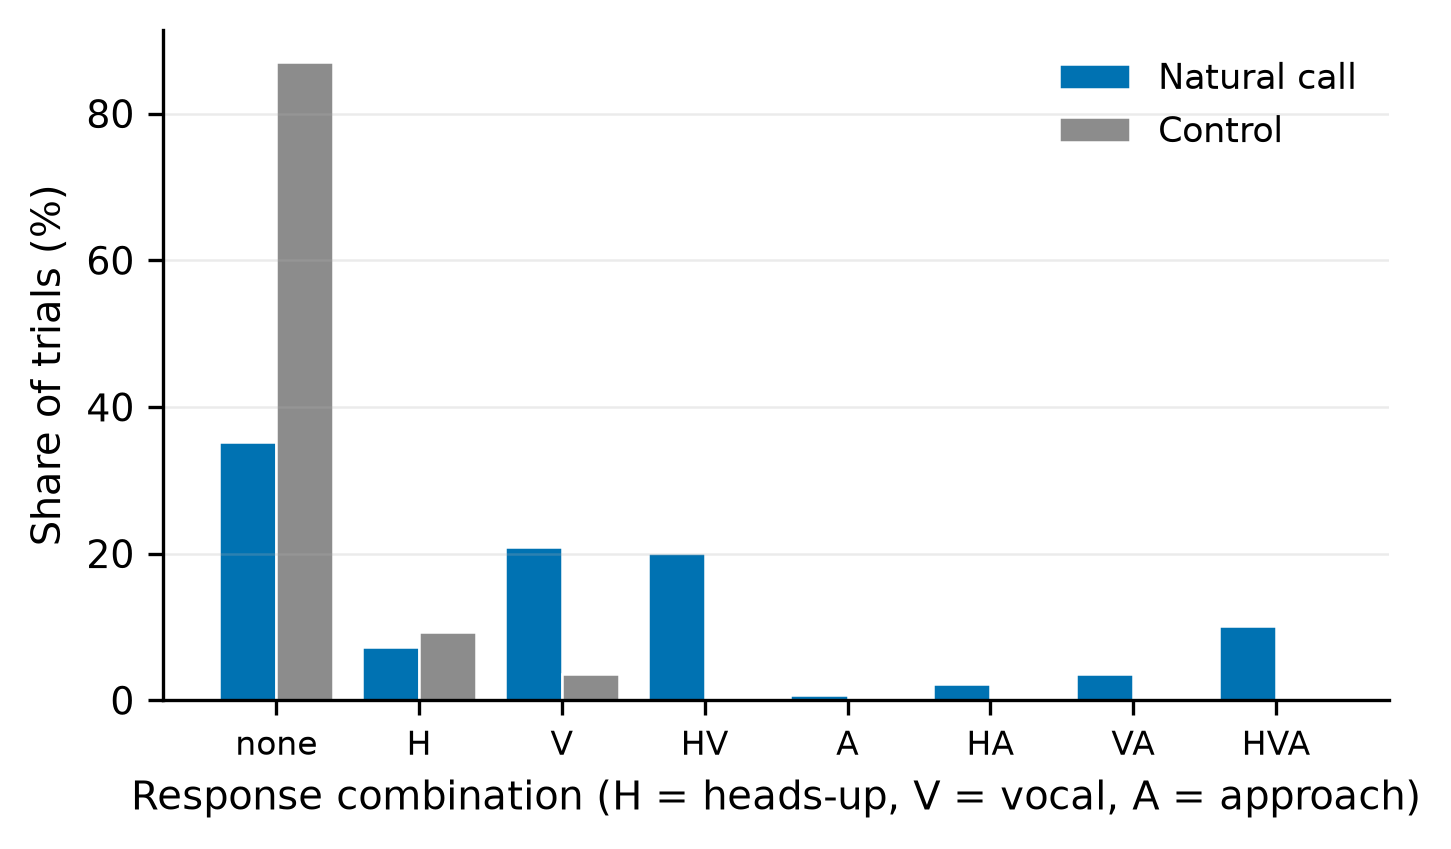 Natural call
Control
Share of trials (%)
80
60
40
20
0
none H V HV A HA VA HVA
Response combination (H = heads-up, V = vocal, A = approach)